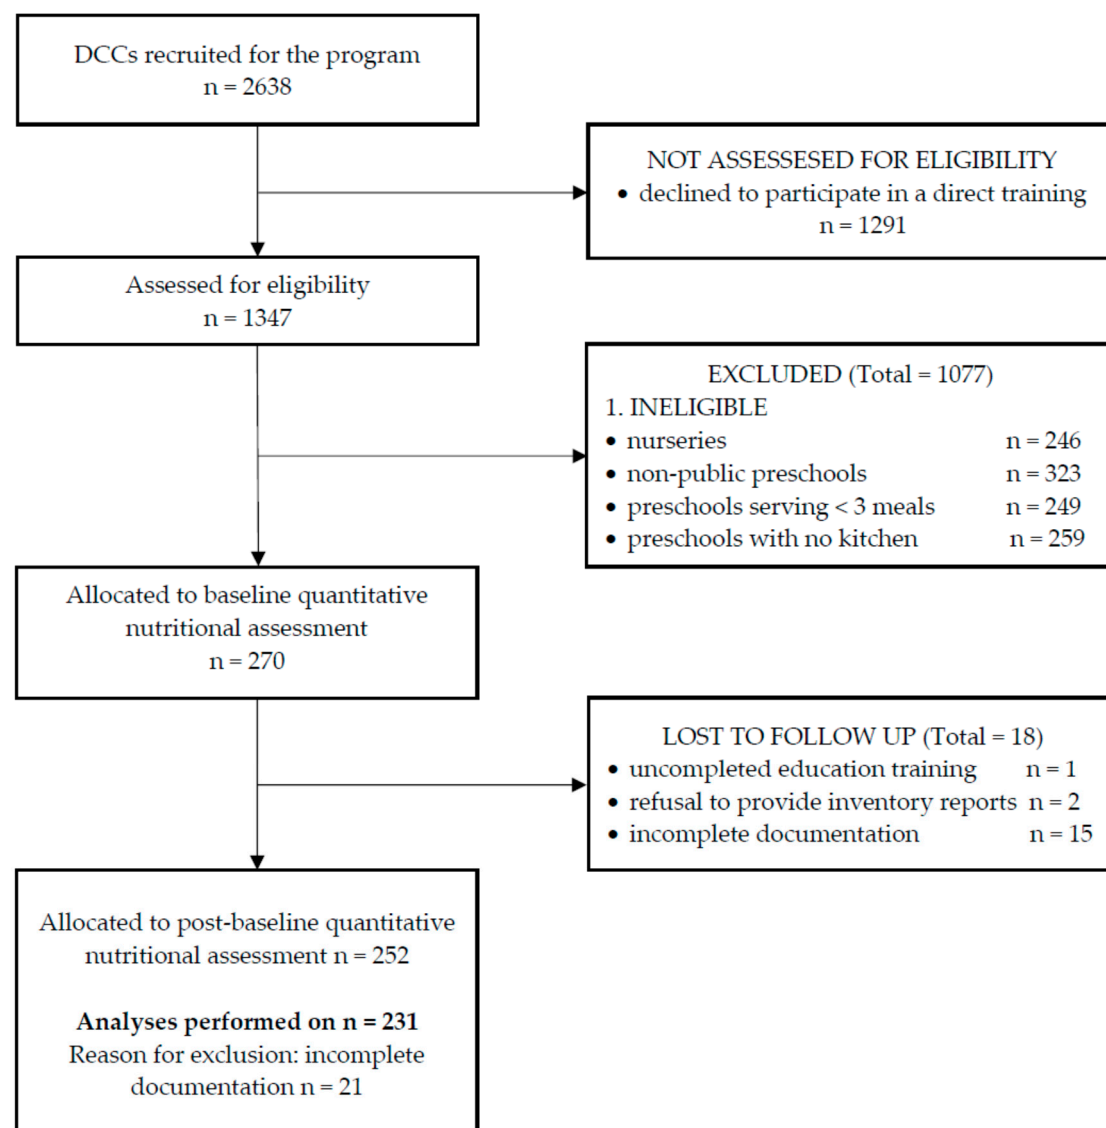 DCCs recruited for the program
n = 2638
NOT ASSESSESED FOR ELIGIBILITY
• declined to participate in a direct training
n = 1291
Assessed for eligibility
n = 1347
EXCLUDED (Total = 1077)
1. INELIGIBLE
• nurseries n = 246
• non-public preschools n = 323
• preschools serving < 3 meals n = 249
• preschools with no kitchen n = 259
Allocated to baseline quantitative
nutritional assessment
n = 270
LOST TO FOLLOW UP (Total = 18)
• uncompleted education training n = 1
• refusal to provide inventory reports n = 2
• incomplete documentation n = 15
Allocated to post-baseline quantitative
nutritional assessment n = 252
Analyses performed on n = 231
Reason for exclusion: incomplete
documentation n = 21